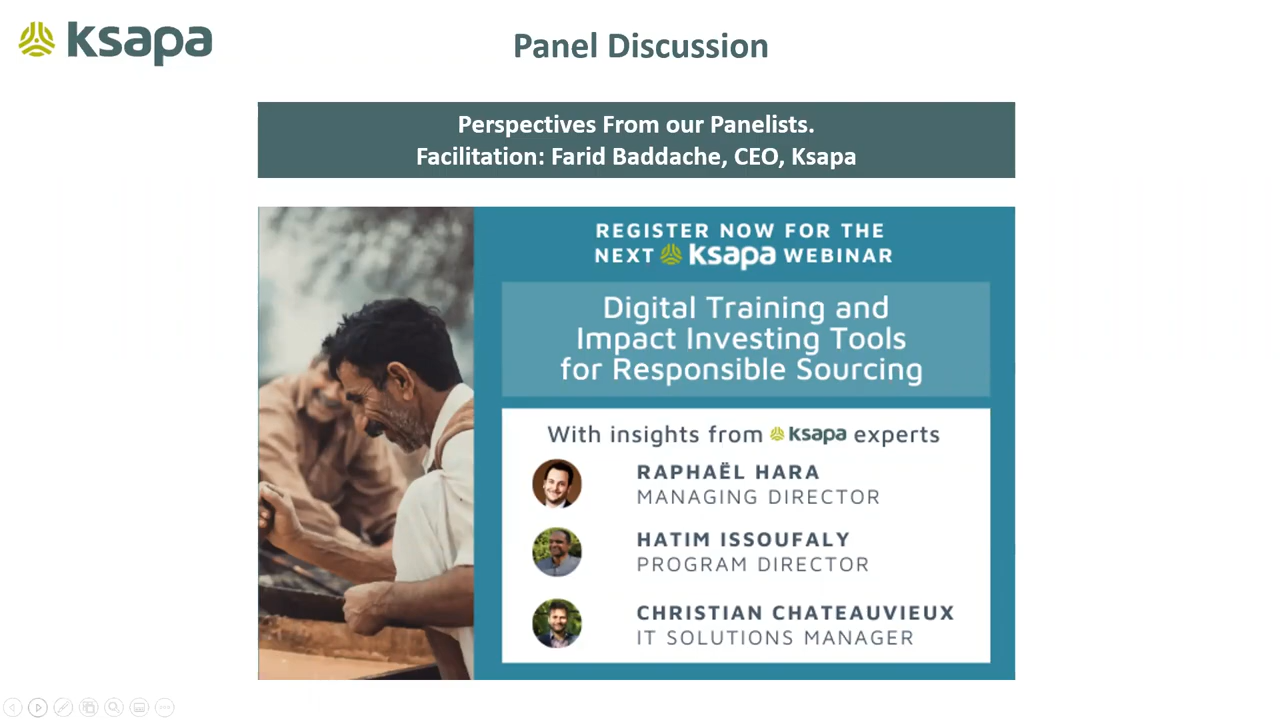 ksapa
Panel Discussion
Perspectives From our Panelists.
Facilitation: Farid Baddache, CEO, Ksapa
REGISTER NOW FOR THE
NEXT ksapa WEBINAR
Digital Training and
Impact Investing Tools
for Responsible Sourcing
With insights from ksapa experts
RAPHAËL HARA
MANAGING DIRECTOR
HATIM ISSOUFALY
PROGRAM DIRECTOR
CHRISTIAN CHATEAUVIEUX
IT SOLUTIONS MANAGER